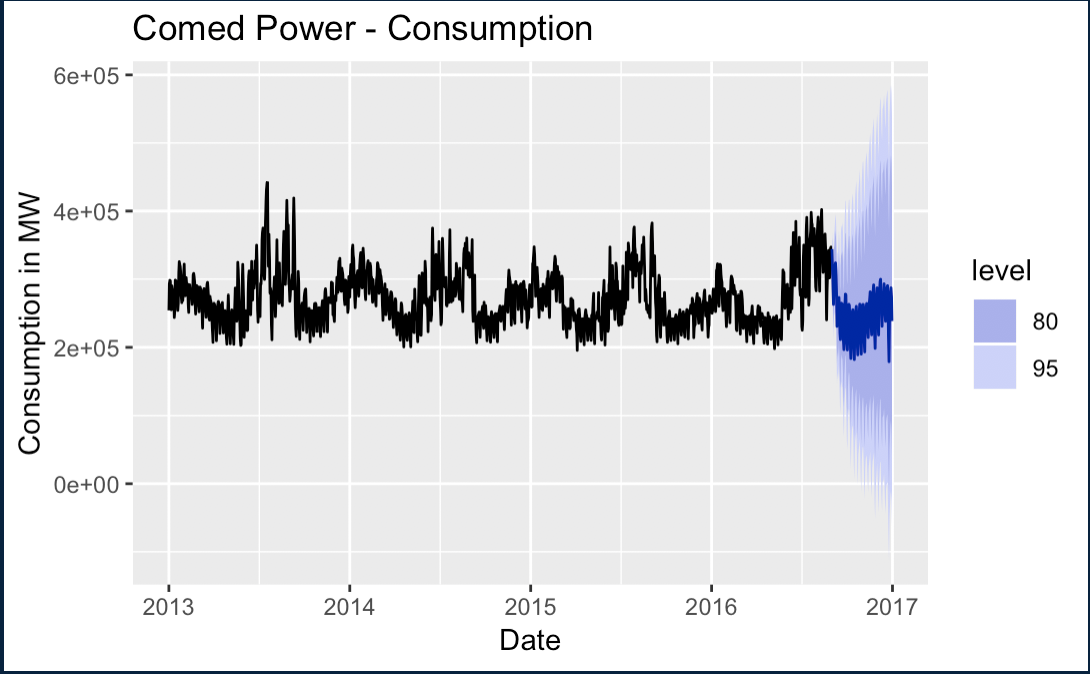 Comed Power - Consumption
6e+05
4e+05
2e+05
0e+00
Consumption in MW
2013 2014 2015 2016 2017
Date
level
80
95